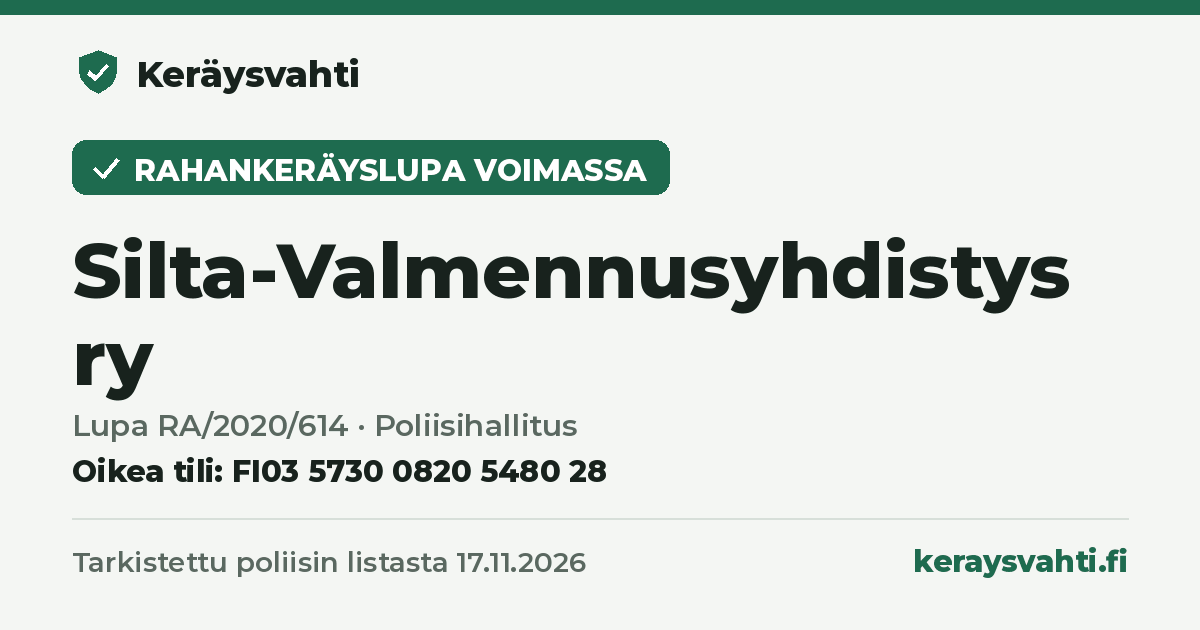 Keräysvahti
RAHANKERÄYSLUPA VOIMASSA
Silta-Valmennusyhdistys
ry
Lupa RA/2020/614 · Poliisihallitus
Oikea tili: FI03 5730 0820 5480 28
Tarkistettu poliisin listasta 17.11.2026
keraysvahti.fi